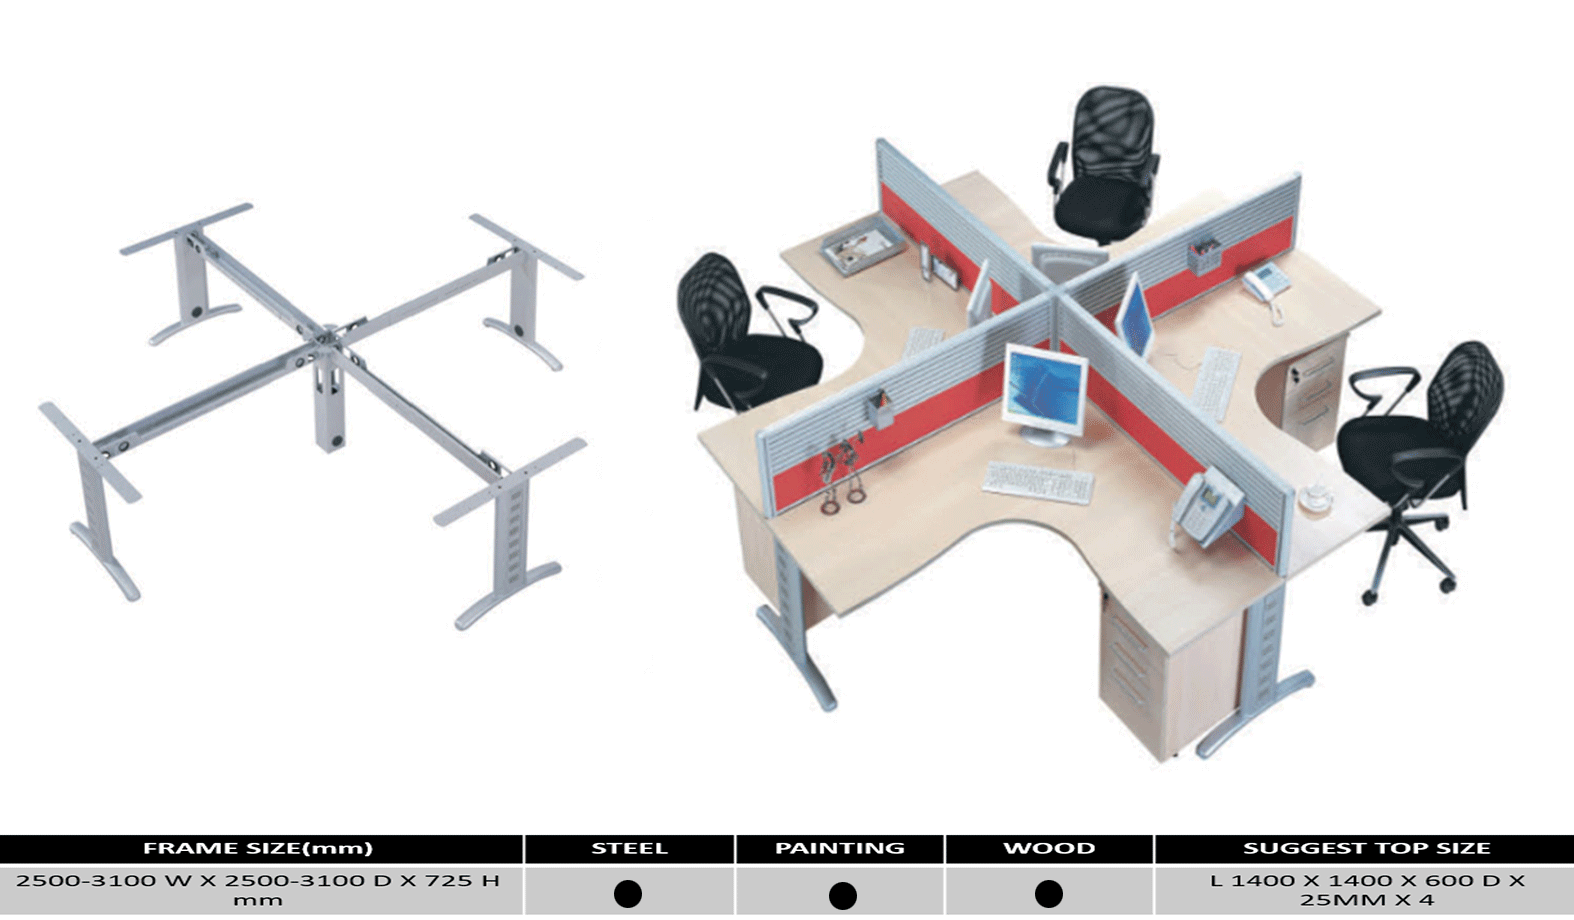 FRAME SIZE(mm) STEEL PAINTING WOOD SUGGEST TOP SIZE
2500-3100 W X 2500-3100 D X 725 H
mm
L 1400 X 1400 X 600 D X
25MM X 4